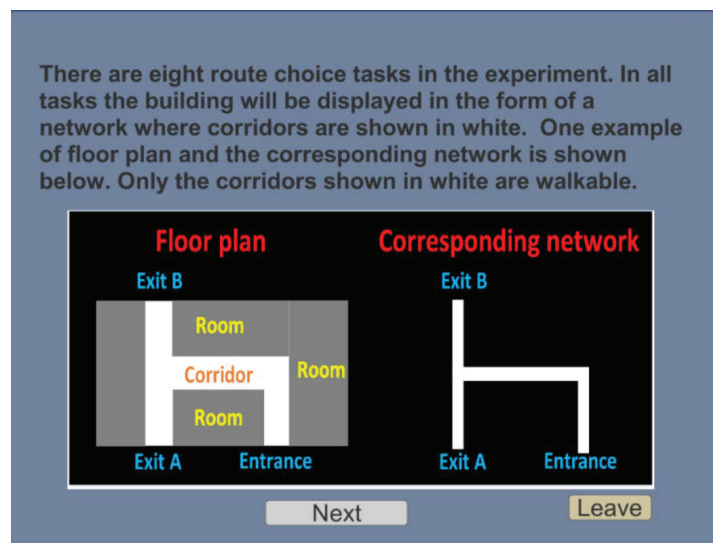 There are eight route choice tasks in the experiment. In all
tasks the building will be displayed in the form of a
network where corridors are shown in white.  One example
of floor plan and the corresponding network is shown
below. Only the corridors shown in white are walkable.
Floor plan
Corresponding network
Exit B
Exit B
Room
Corridor
Room
Room
Exit A
Entrance
Exit A
Entrance
Next
Leave